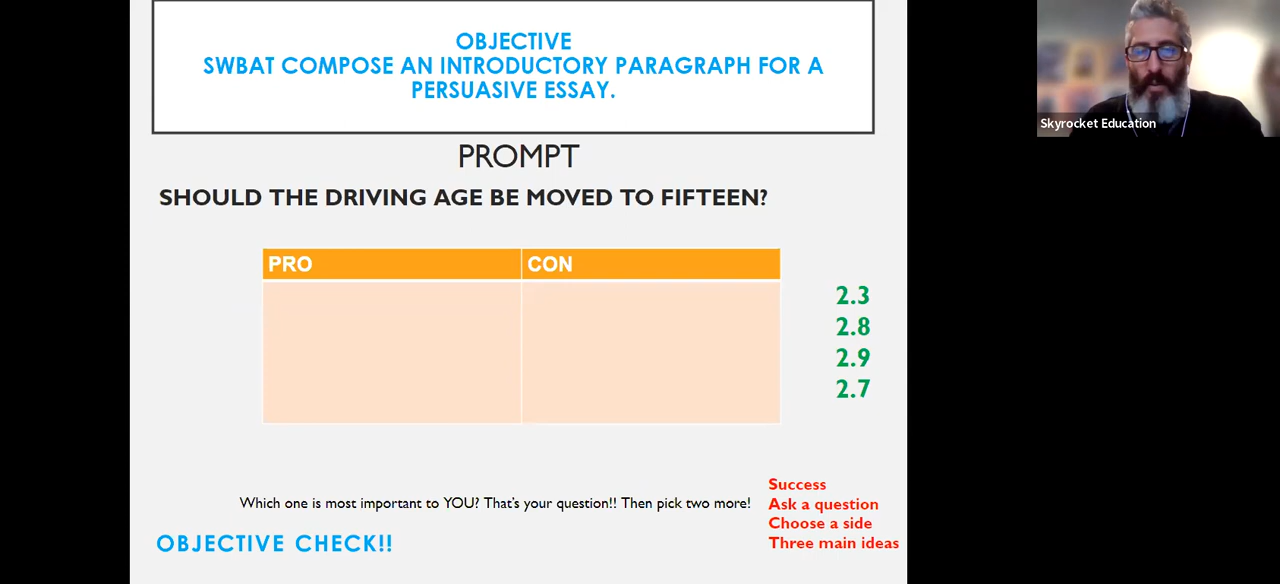 OBJECTIVE
SWBAT COMPOSE AN INTRODUCTORY PARAGRAPH FOR A
PERSUASIVE ESSAY.
Skyrocket Education
PROMPT
SHOULD THE DRIVING AGE BE MOVED TO FIFTEEN?
PRO
CON
2.3
2.8
2.9
2.7
Which one is most important to YOU? That's your question!! Then pick two more!
Success
Ask a question
Choose a side
Three main ideas
OBJECTIVE CHECK!!